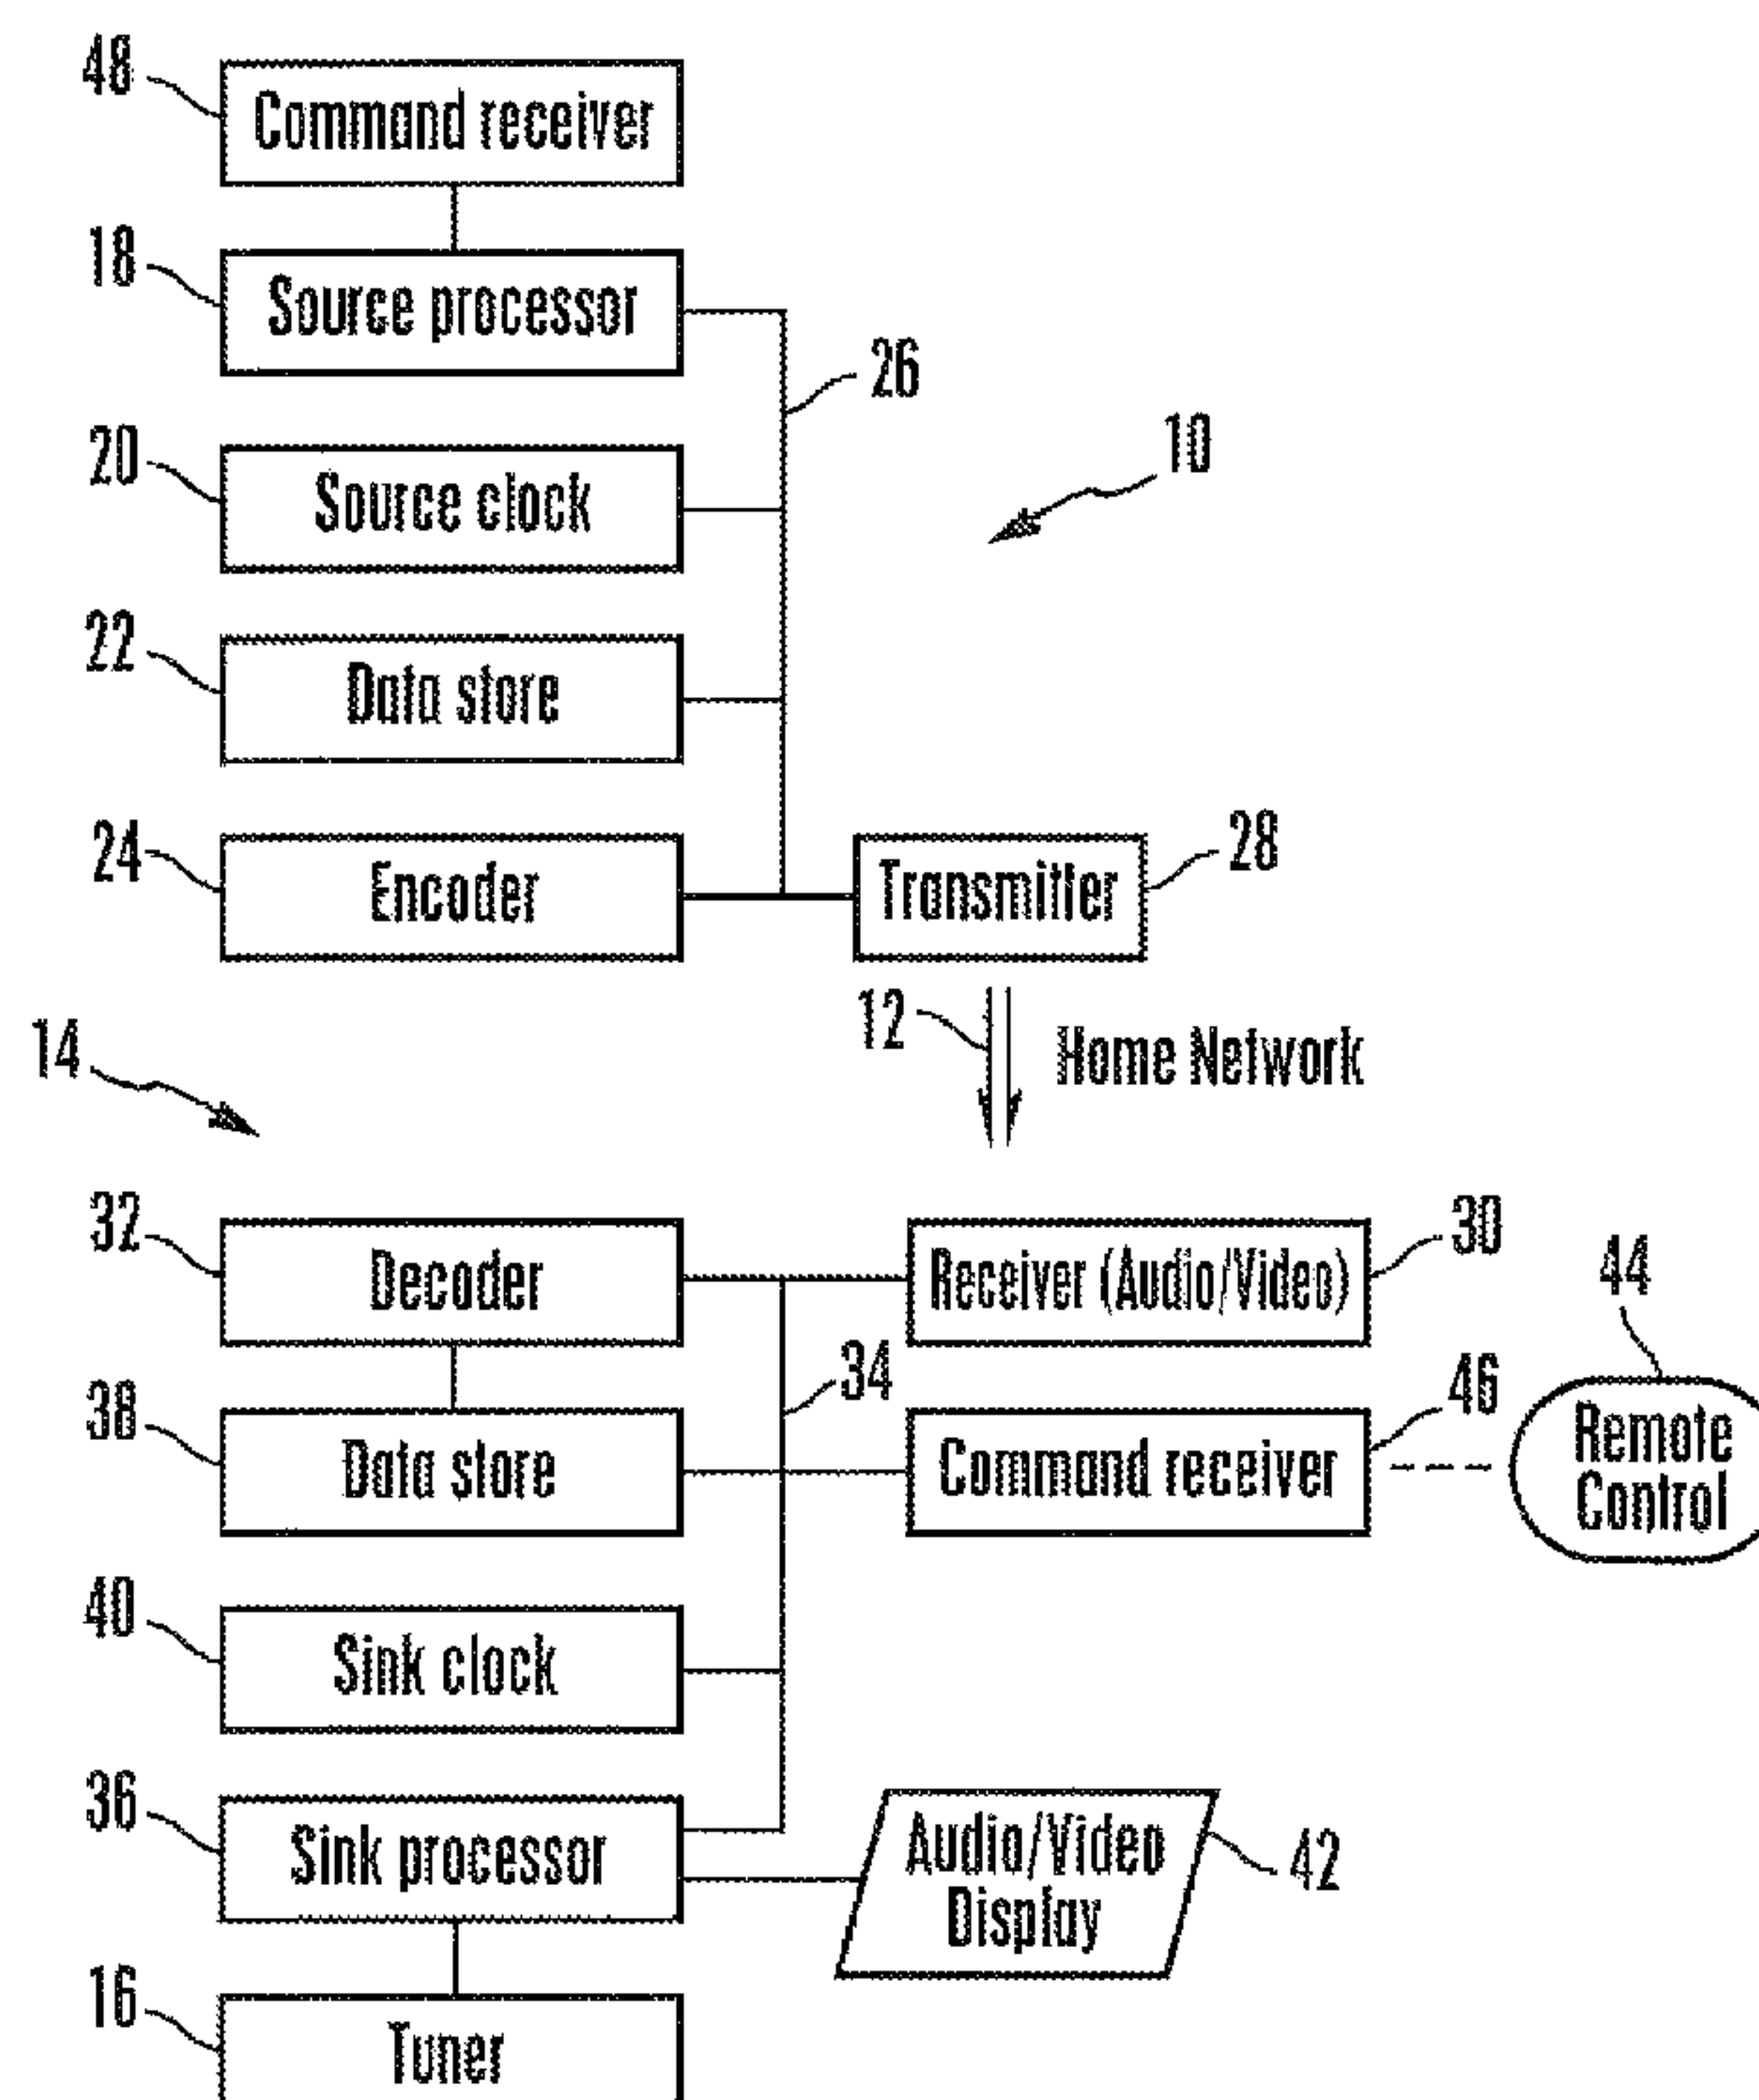 48
Command receiver
18
Source processor
26
10
20
Source clock
22
Data store
24
Encoder
Transmitter
28
12
Home Network
14
32
Decoder
Receiver (Audio/Video)
30
44
34
38
Data store
Command receiver
46
Remote
Control
40
Sink clock
36
Sink processor
Audio/Video
Display
42
16
Tuner